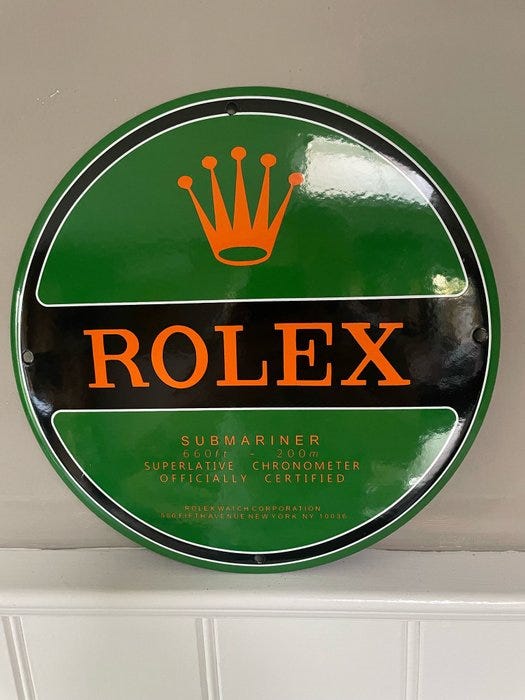 ROLEX
SUBMARINER
660ft - 200m
SUPERLATIVE CHRONOMETER
OFFICIALLY CERTIFIED
ROLEX WATCH CORPORATION
580 FIFTH AVENUE NEW YORK NY 10036